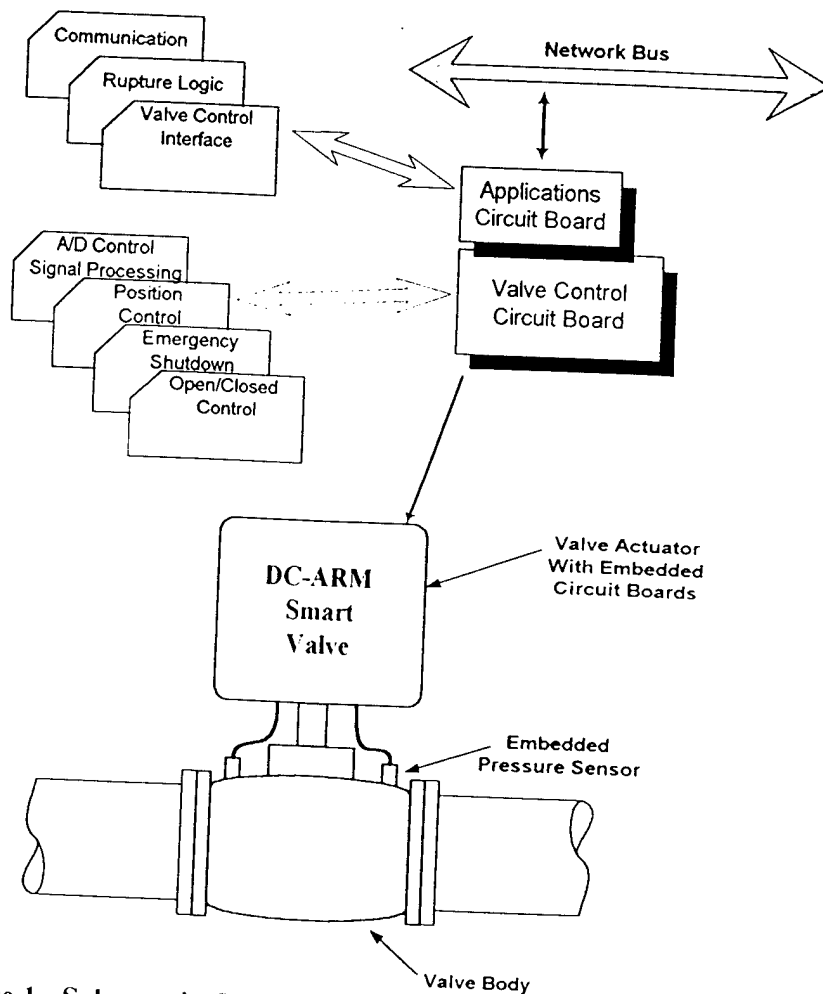 Communication
Rupture Logic
Valve Control
Interface
Network Bus
Applications
Circuit Board
A/D Control
Signal Processing
Position
Control
Emergency
Shutdown
Open/Closed
Control
Valve Control
Circuit Board
DC-ARM
Smart
Valve
Valve Actuator
With Embedded
Circuit Boards
Embedded
Pressure Sensor
Valve Body